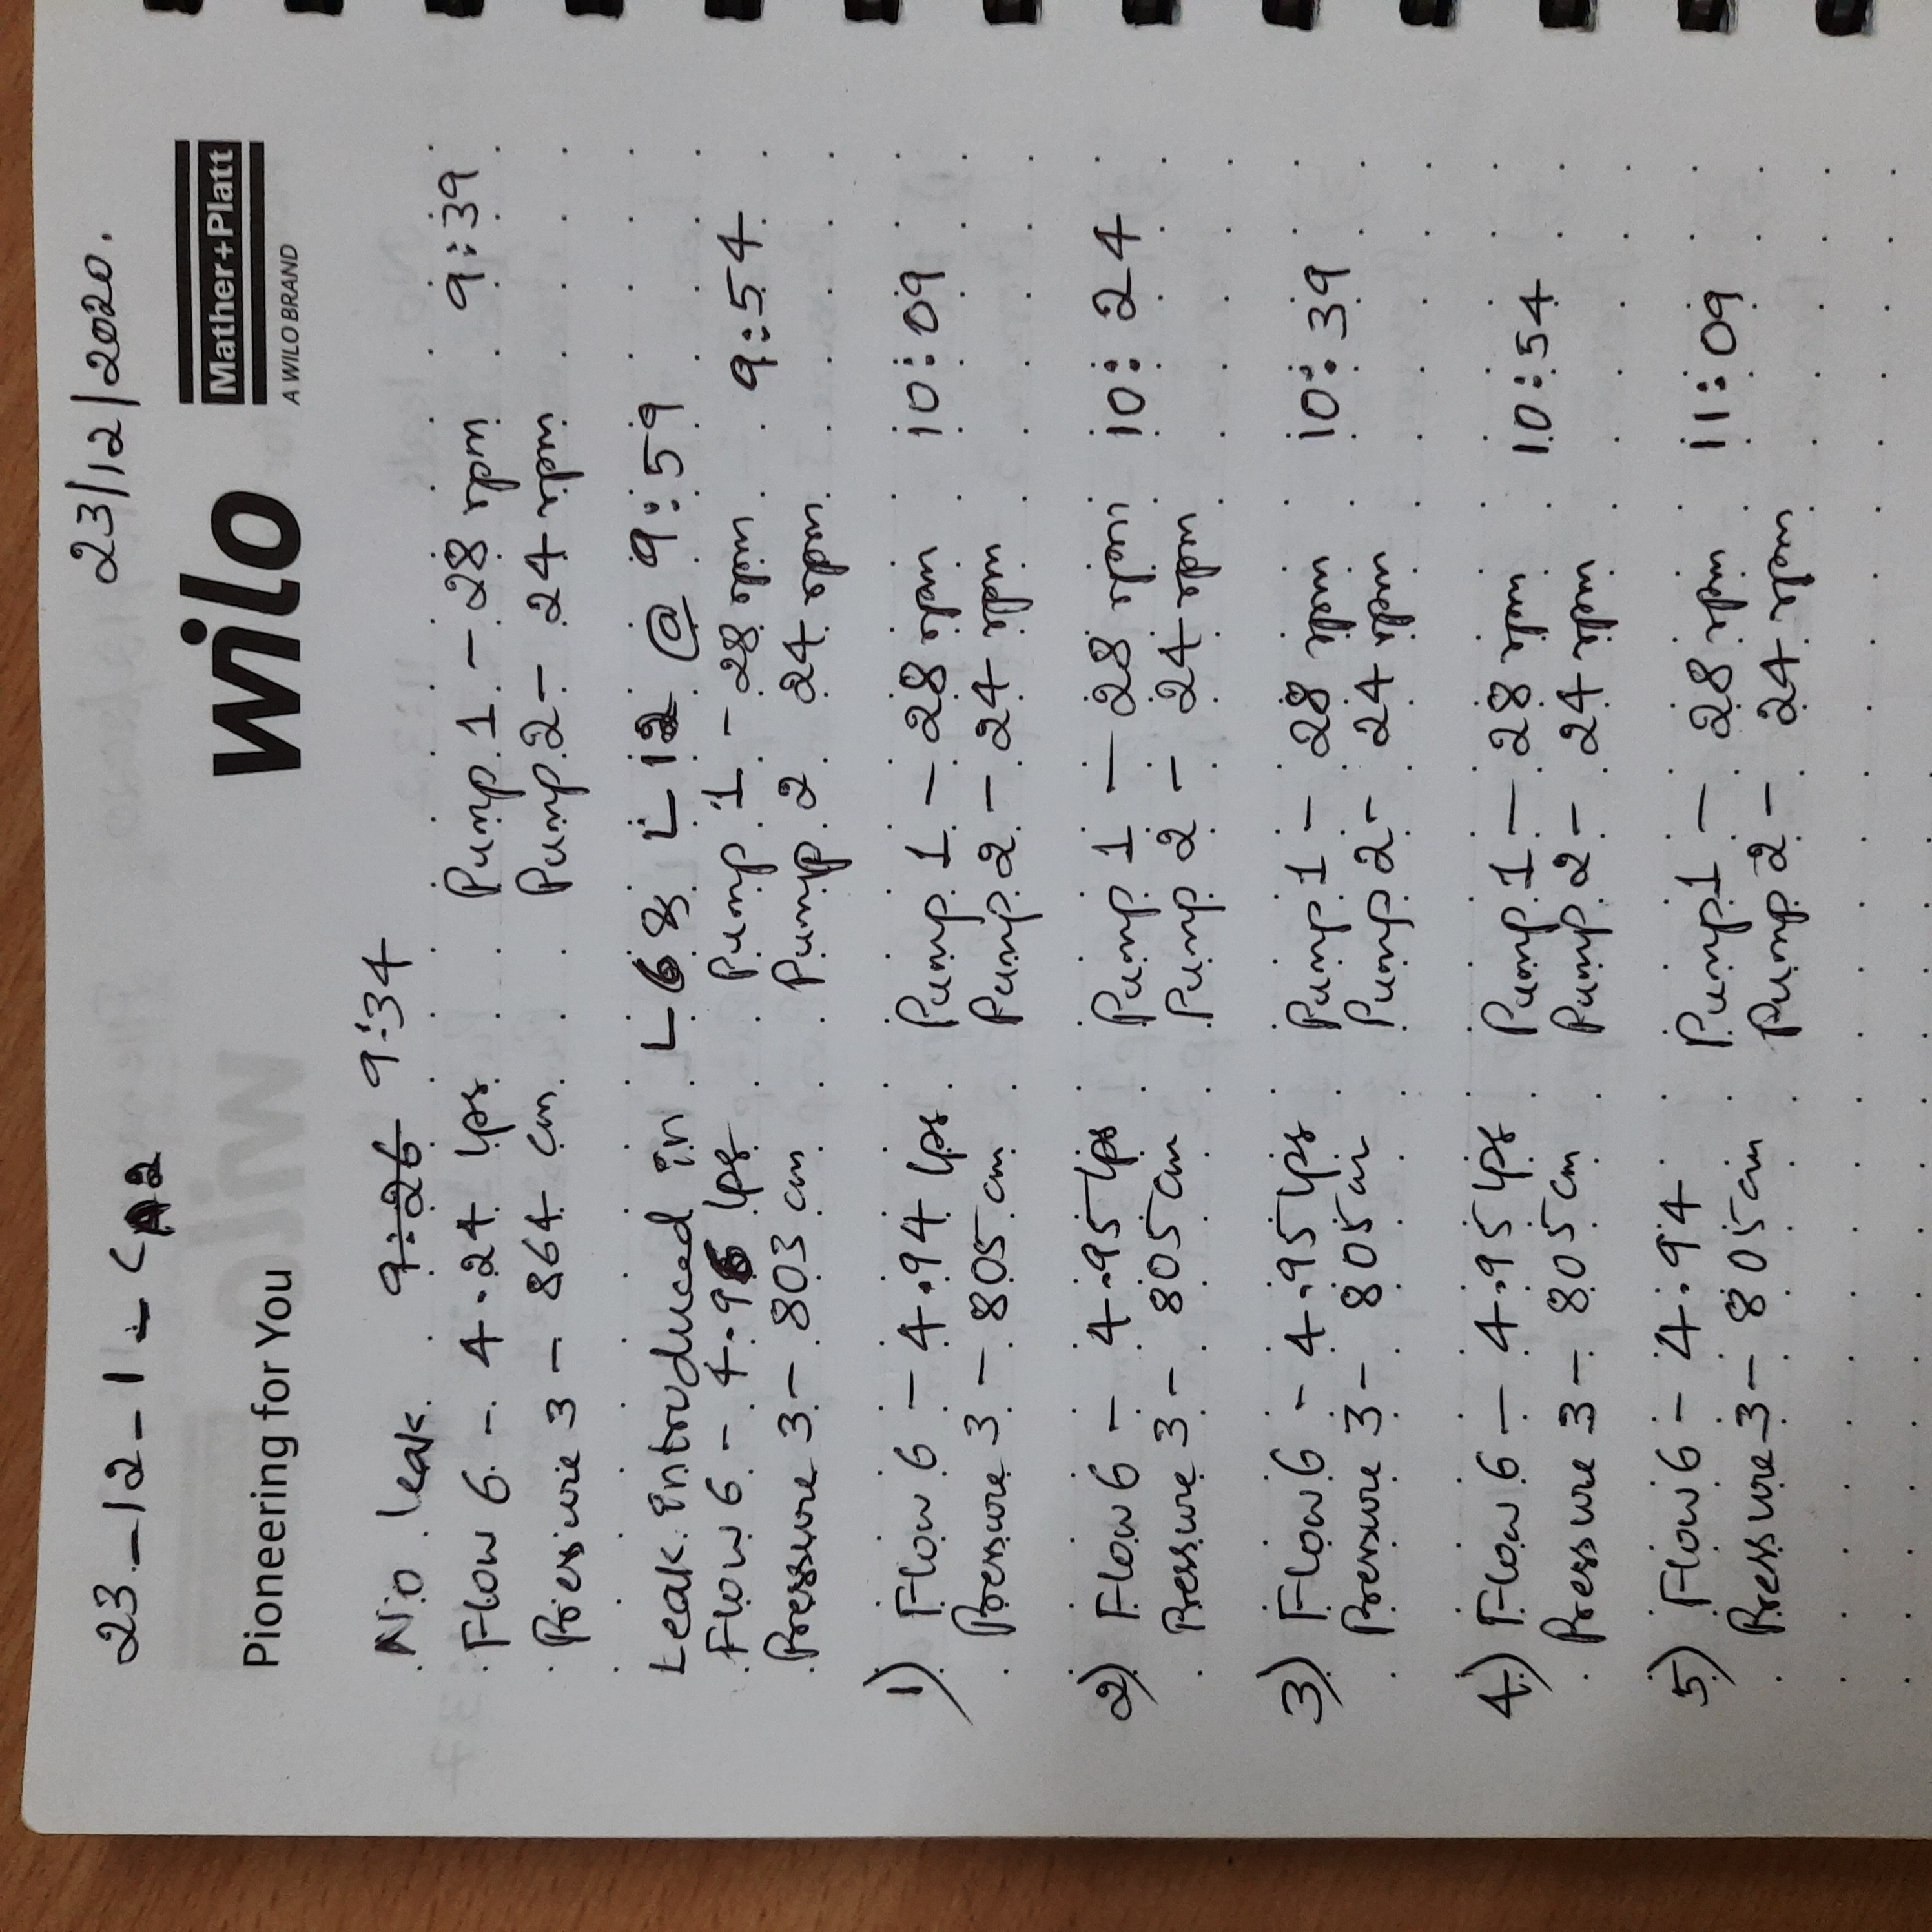 23-12-1-CA2 23/12/2020.
Pioneering for You wilo Mather+Platt
A WILO BRAND
No leak 9:26 9:34
Flow 6 - 4.24 lps Pump 1 - 28 rpm 9:39
Pressure 3 - 864 cm Pump 2 - 24 rpm
Leak introduced in L6 & L12 @ 9:59
Flow 6 - 4.96 lps Pump 1 - 28 rpm 9:54
Pressure 3 - 803 cm Pump 2 24 rpm
1) Flow 6 - 4.94 lps Pump 1 - 28 rpm 10:09
Pressure 3 - 805 cm Pump 2 - 24 rpm
2) Flow 6 - 4.95 lps Pump 1 - 28 rpm 10:24
Pressure 3 - 805 cm Pump 2 - 24 rpm
3) Flow 6 - 4.95 lps Pump 1 - 28 rpm 10:39
Pressure 3 - 805 cm Pump 2 - 24 rpm
4) Flow 6 - 4.95 lps Pump 1 - 28 rpm 10:54
Pressure 3 - 805 cm Pump 2 - 24 rpm
5) Flow 6 - 4.94 Pump 1 - 28 rpm 11:09
Pressure 3 - 805 cm Pump 2 - 24 rpm